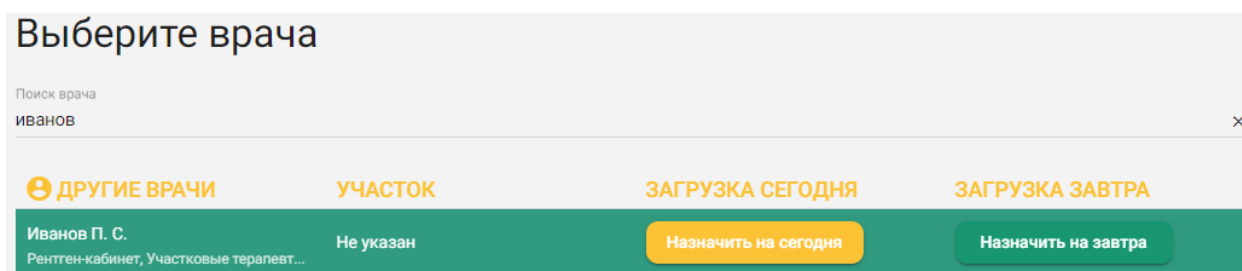 Выберите врача
Поиск врача
иванов
ДРУГИЕ ВРАЧИ УЧАСТОК ЗАГРУЗКА СЕГОДНЯ ЗАГРУЗКА ЗАВТРА
Иванов П. С.
Не указан Назначить на сегодня Назначить на завтра
Рентген-кабинет, Участковые терапевт...